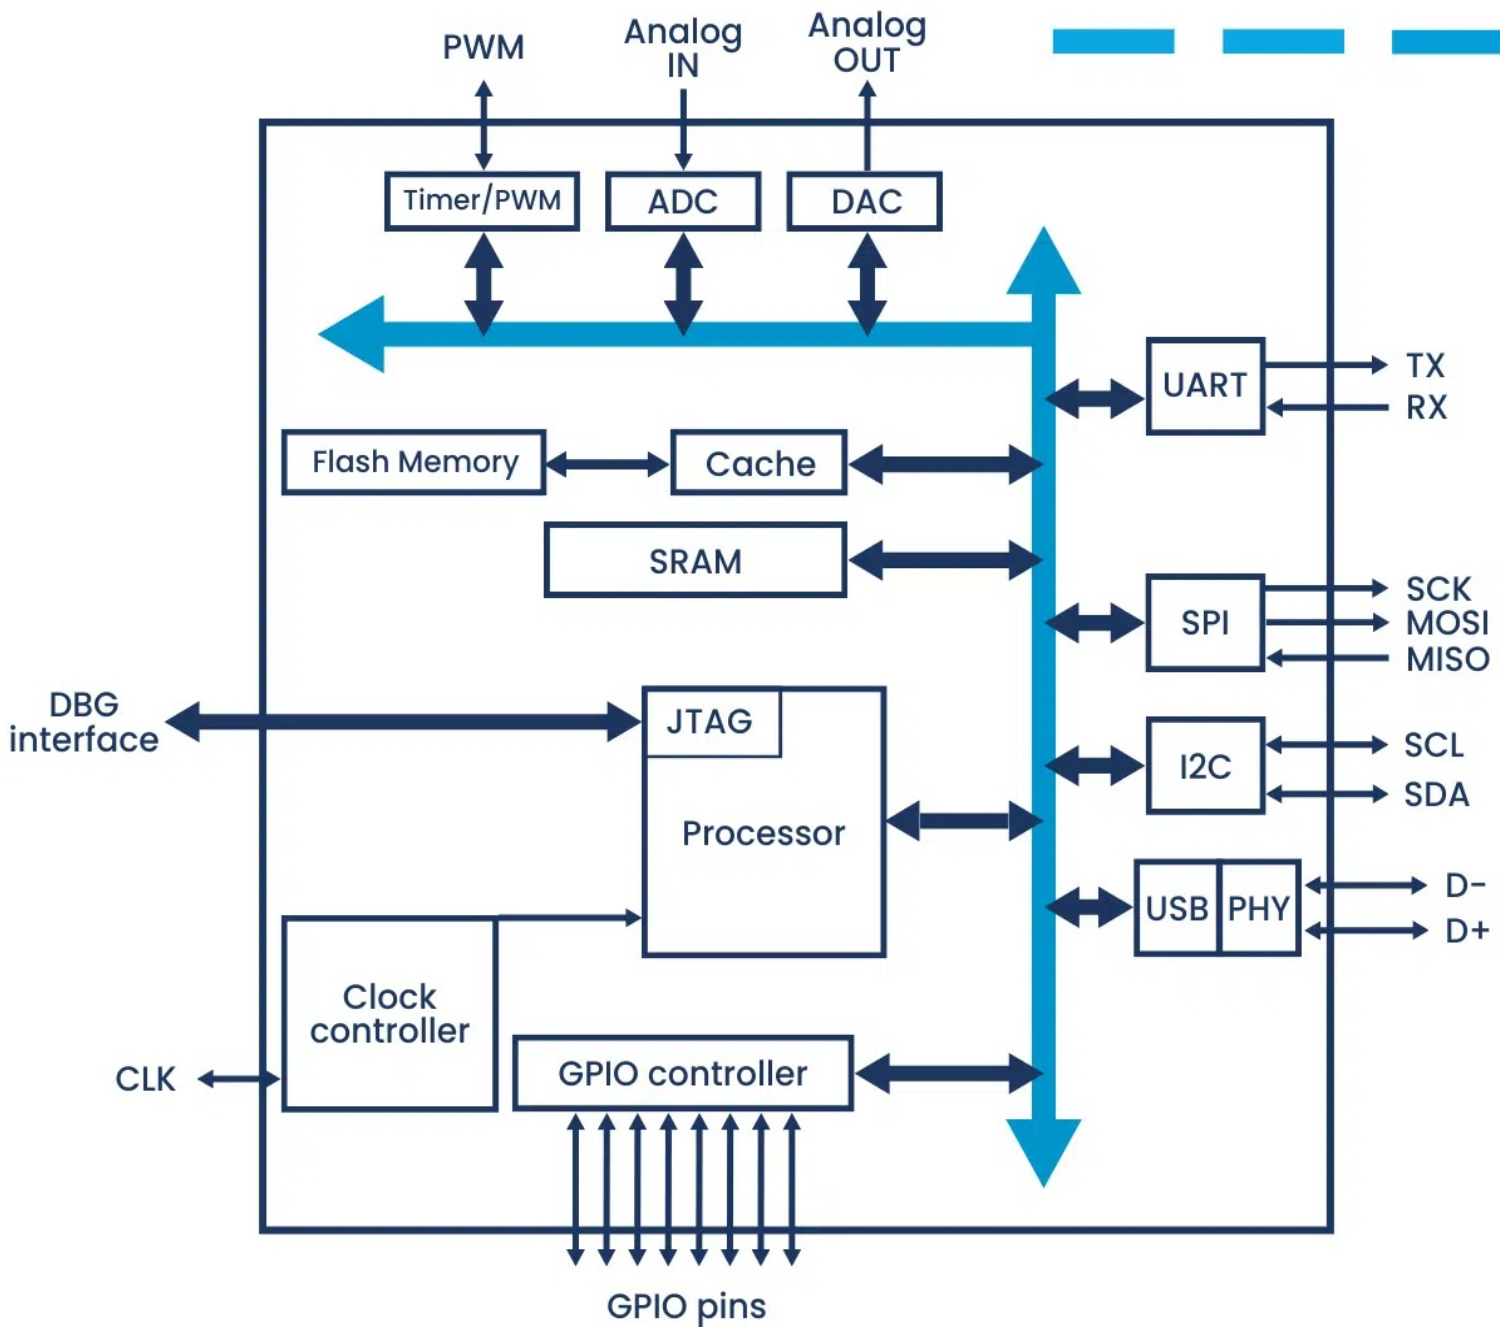 PWM
Analog
IN
Analog
OUT
Timer/PWM
ADC
DAC
UART
TX
RX
Flash Memory
Cache
SRAM
SPI
SCK
MOSI
MISO
DBG
interface
JTAG
Processor
I2C
SCL
SDA
USB
PHY
D-
D+
Clock
controller
CLK
GPIO controller
GPIO pins